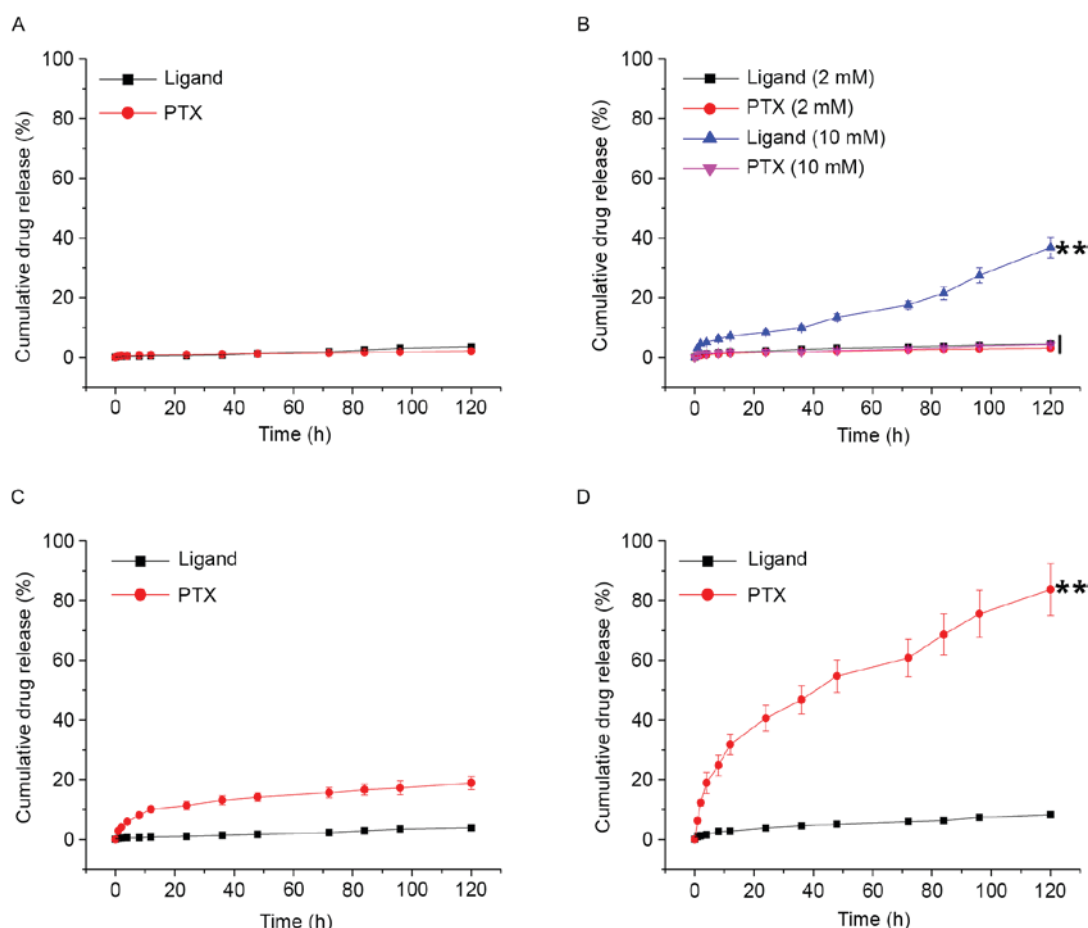 A
Cumulative drug release (%)
100
80
60
40
20
0
Ligand
PTX
0 20 40 60 80 100 120
Time (h)
B
Cumulative drug release (%)
100
80
60
40
20
0
Ligand (2 mM)
PTX (2 mM)
Ligand (10 mM)
PTX (10 mM)
**
0 20 40 60 80 100 120
Time (h)
C
Cumulative drug release (%)
100
80
60
40
20
0
Ligand
PTX
0 20 40 60 80 100 120
Time (h)
D
Cumulative drug release (%)
100
80
60
40
20
0
Ligand
PTX
**
0 20 40 60 80 100 120
Time (h)